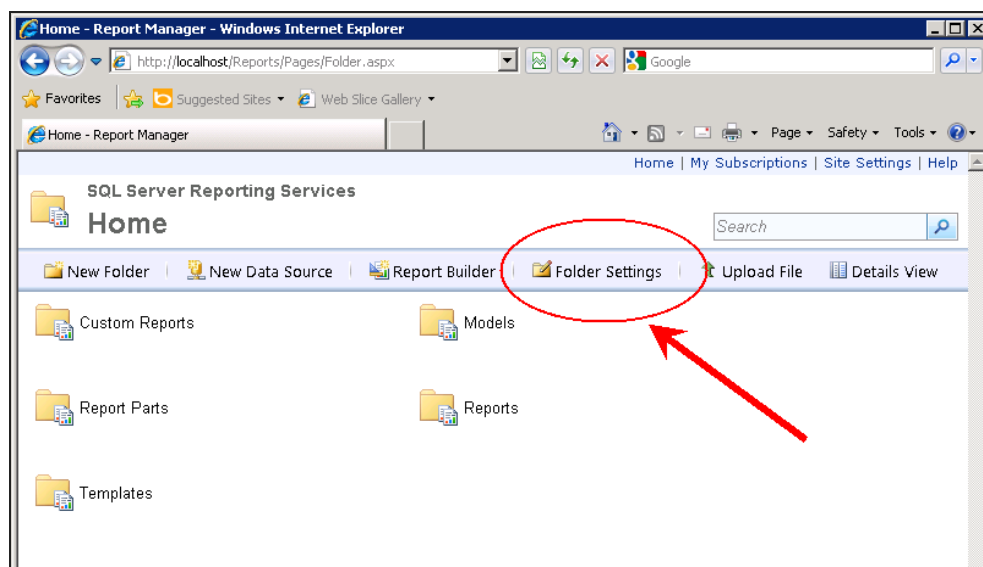 Home - Report Manager - Windows Internet Explorer
http://localhost/Reports/Pages/Folder.aspx
Google
Favorites
Suggested Sites
Web Slice Gallery
Home - Report Manager
Page
Safety
Tools
Home | My Subscriptions | Site Settings | Help
SQL Server Reporting Services
Home
Search
New Folder | New Data Source | Report Builder | Folder Settings | Upload File Details View
Custom Reports
Models
Report Parts
Reports
Templates